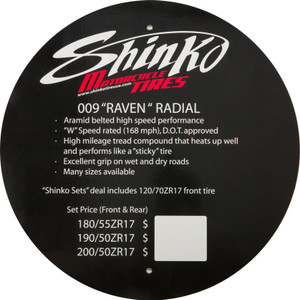 Shinko
MOTORCYCLE
TIRES
www.shinkotireusa.com
009 "RAVEN" RADIAL
· Aramid belted high speed performance
· "W" Speed rated (168 mph), D.O.T. approved
· High mileage tread compound that heats up well
and performs like a "sticky" tire
· Excellent grip on wet and dry roads
· Many sizes available
"Shinko Sets" deal includes 120/70ZR17 front tire
Set Price (Front & Rear)
180/55ZR17 $
190/50ZR17 $
200/50ZR17 $